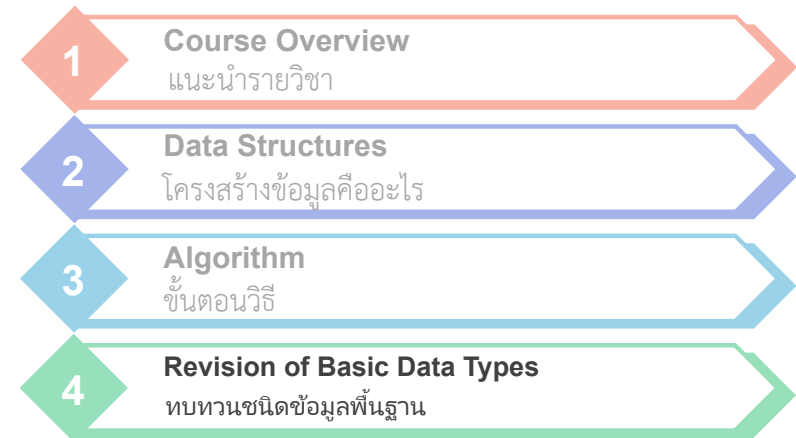 1
Course Overview
แนะนำรายวิชา
2
Data Structures
โครงสร้างข้อมูลคืออะไร
3
Algorithm
ขั้นตอนวิธี
4
Revision of Basic Data Types
ทบทวนชนิดข้อมูลพื้นฐาน